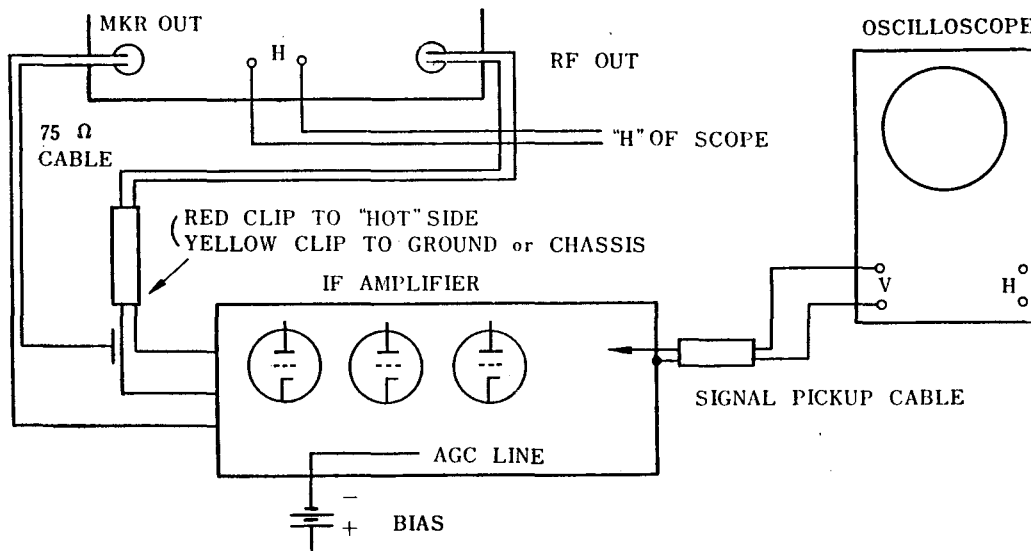 MKR OUT
H
RF OUT
OSCILLOSCOPE
75 Ω
CABLE
"H" OF SCOPE
RED CLIP TO "HOT" SIDE
YELLOW CLIP TO GROUND or CHASSIS
IF AMPLIFIER
V
H
SIGNAL PICKUP CABLE
AGC LINE
−
+
BIAS